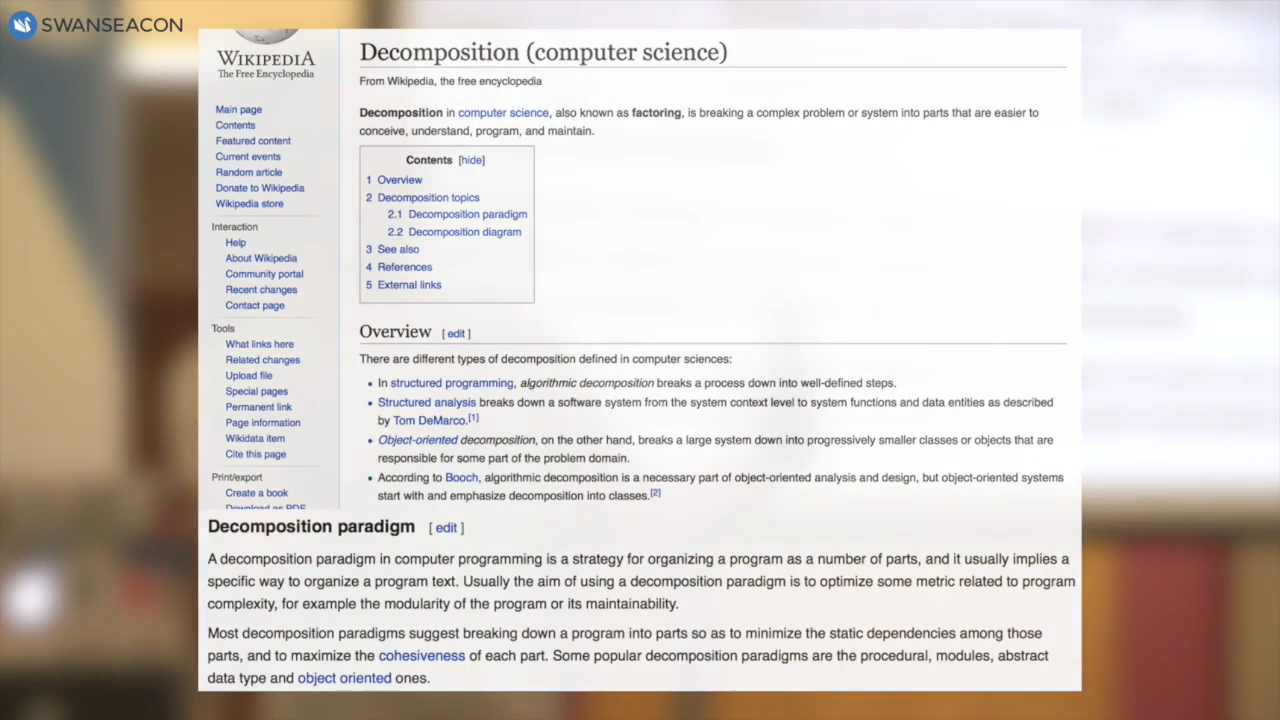 SWANSEACON
WIKIPEDIA
The Free Encyclopedia
Main page
Contents
Featured content
Current events
Random article
Donate to Wikipedia
Wikipedia store
Interaction
Help
About Wikipedia
Community portal
Recent changes
Contact page
Tools
What links here
Related changes
Upload file
Special pages
Permanent link
Page information
Wikidata item
Cite this page
Print/export
Create a book
Download as PDF
Decomposition (computer science)
From Wikipedia, the free encyclopedia
Decomposition in computer science, also known as factoring, is breaking a complex problem or system into parts that are easier to
conceive, understand, program, and maintain.
Contents [hide]
1 Overview
2 Decomposition topics
2.1 Decomposition paradigm
2.2 Decomposition diagram
3 See also
4 References
5 External links
Overview [ edit ]
There are different types of decomposition defined in computer sciences:
• In structured programming, algorithmic decomposition breaks a process down into well-defined steps.
• Structured analysis breaks down a software system from the system context level to system functions and data entities as described
by Tom DeMarco.[1]
• Object-oriented decomposition, on the other hand, breaks a large system down into progressively smaller classes or objects that are
responsible for some part of the problem domain.
• According to Booch, algorithmic decomposition is a necessary part of object-oriented analysis and design, but object-oriented systems
start with and emphasize decomposition into classes.[2]
Decomposition paradigm [ edit ]
A decomposition paradigm in computer programming is a strategy for organizing a program as a number of parts, and it usually implies a
specific way to organize a program text. Usually the aim of using a decomposition paradigm is to optimize some metric related to program
complexity, for example the modularity of the program or its maintainability.
Most decomposition paradigms suggest breaking down a program into parts so as to minimize the static dependencies among those
parts, and to maximize the cohesiveness of each part. Some popular decomposition paradigms are the procedural, modules, abstract
data type and object oriented ones.